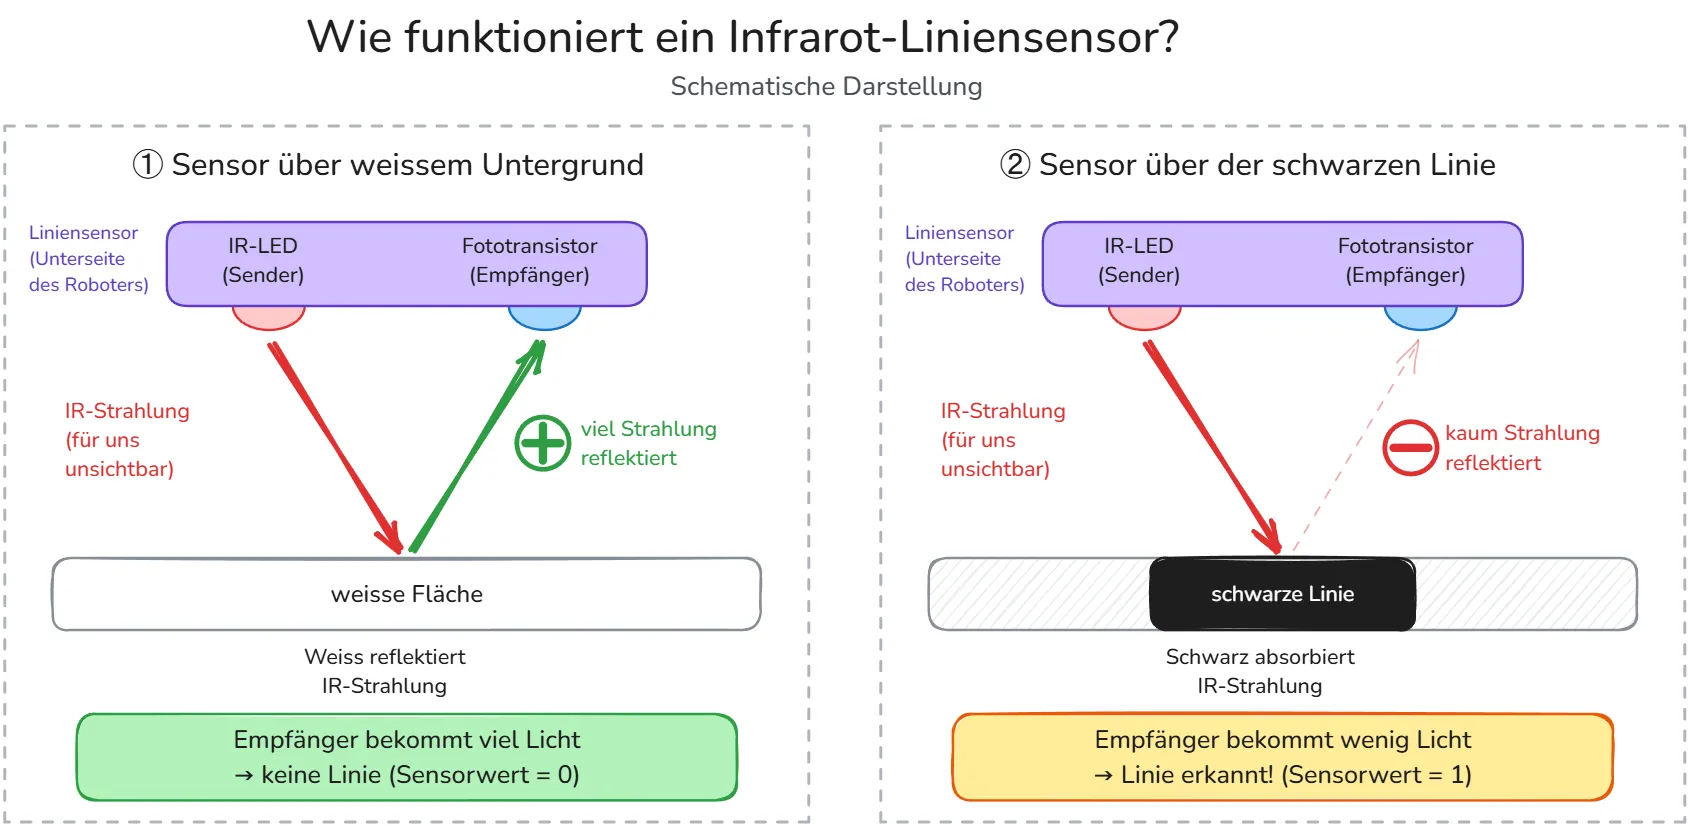 Wie funktioniert ein Infrarot-Liniensensor?
Schematische Darstellung
① Sensor über weissem Untergrund
Liniensensor
(Unterseite
des Roboters)
IR-LED
(Sender)
Fototransistor
(Empfänger)
IR-Strahlung
(für uns
unsichtbar)
viel Strahlung
reflektiert
weisse Fläche
Weiss reflektiert
IR-Strahlung
Empfänger bekommt viel Licht
→ keine Linie (Sensorwert = 0)
② Sensor über der schwarzen Linie
Liniensensor
(Unterseite
des Roboters)
IR-LED
(Sender)
Fototransistor
(Empfänger)
IR-Strahlung
(für uns
unsichtbar)
kaum Strahlung
reflektiert
schwarze Linie
Schwarz absorbiert
IR-Strahlung
Empfänger bekommt wenig Licht
→ Linie erkannt! (Sensorwert = 1)